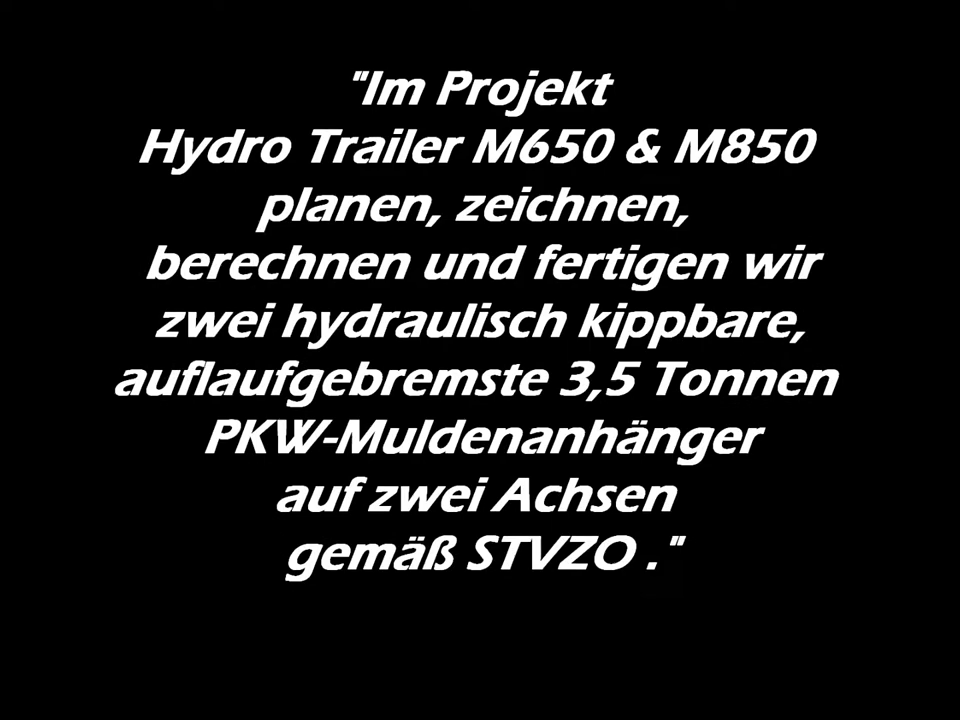 "Im Projekt
Hydro Trailer M650 & M850
planen, zeichnen,
berechnen und fertigen wir
zwei hydraulisch kippbare,
auflaufgebremste 3,5 Tonnen
PKW-Muldenanhänger
auf zwei Achsen
gemäß STVZO ."